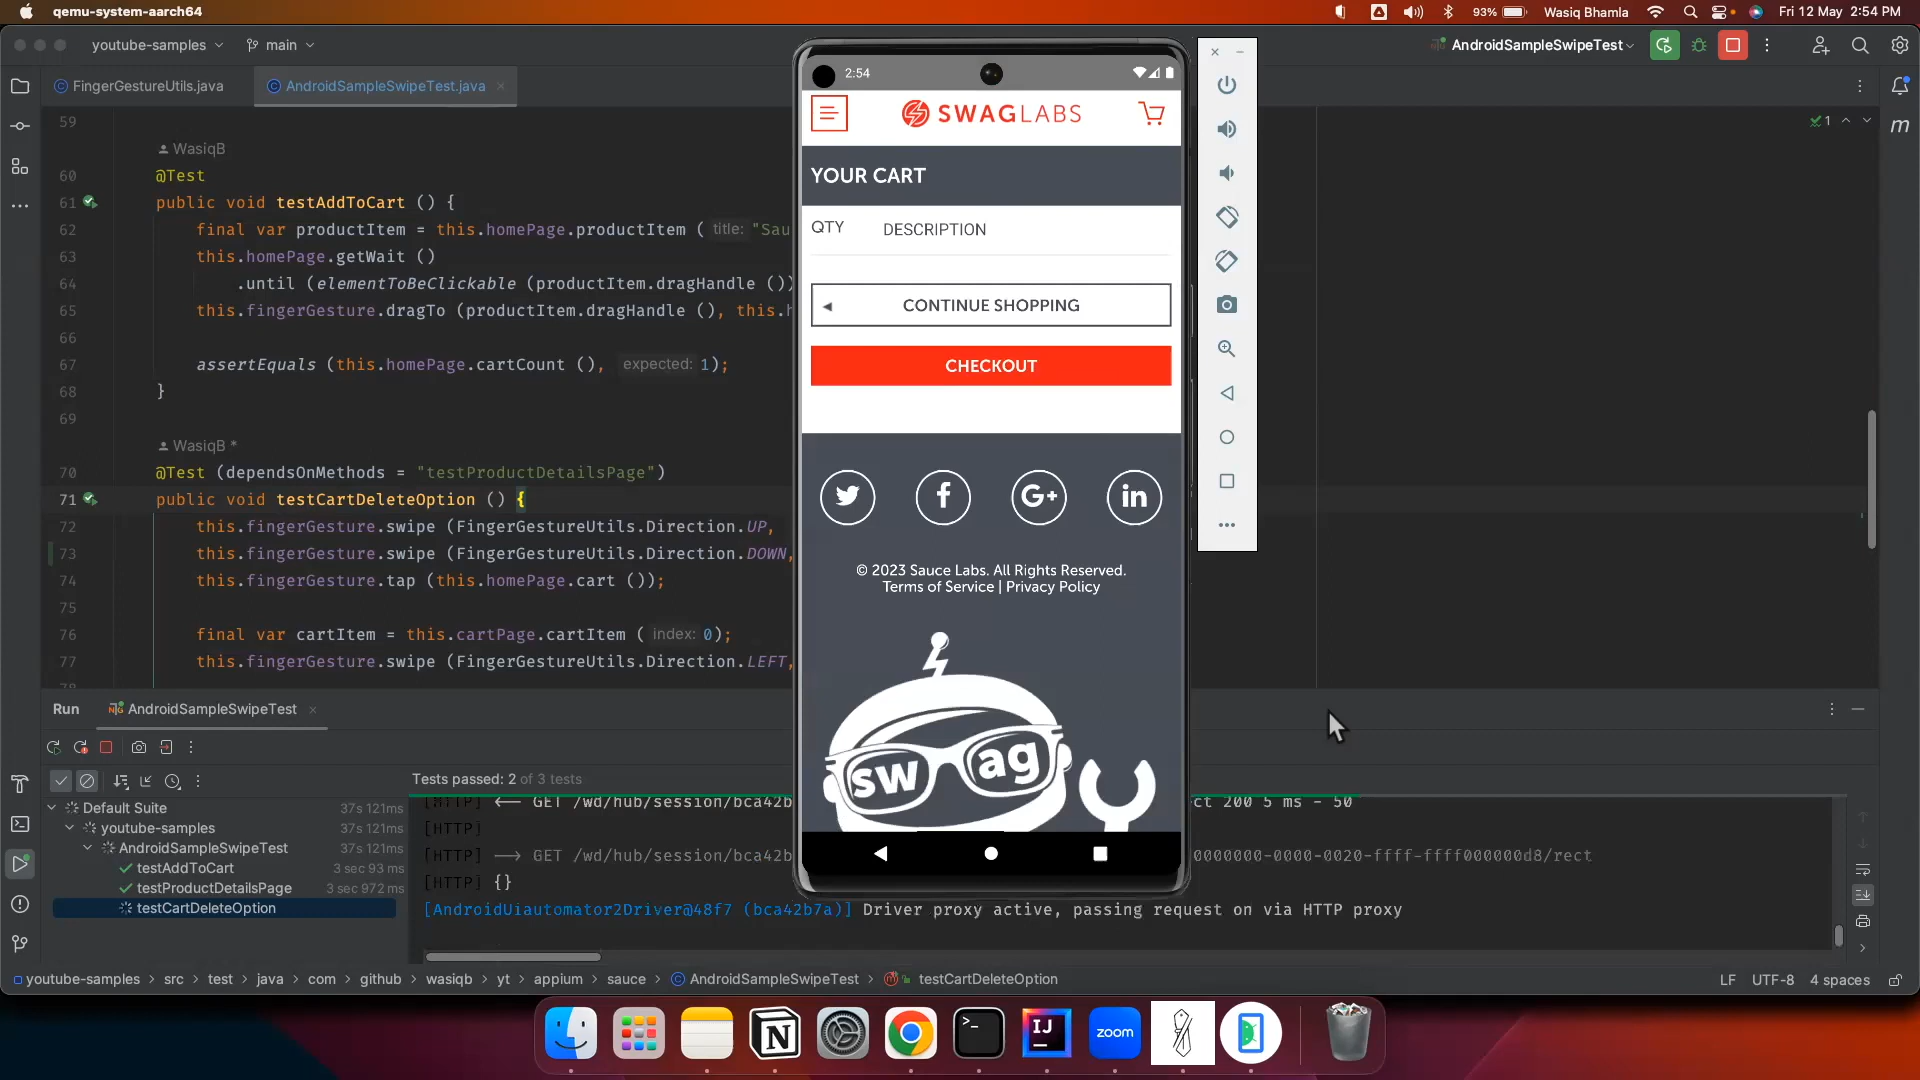 qemu-system-aarch64
93%
Wasiq Bhamla
Fri 12 May 2:54 PM
youtube-samples
main
AndroidSampleSwipeTest
FingerGestureUtils.java
AndroidSampleSwipeTest.java
59
WasiqB
60 @Test
61 public void testAddToCart () {
62 final var productItem = this.homePage.productItem ( title: "Sau
63 this.homePage.getWait ()
64 .until (elementToBeClickable (productItem.dragHandle ())
65 this.fingerGesture.dragTo (productItem.dragHandle (), this.h
66
67 assertEquals (this.homePage.cartCount (), expected: 1);
68 }
69
WasiqB *
70 @Test (dependsOnMethods = "testProductDetailsPage")
71 public void testCartDeleteOption () {
72 this.fingerGesture.swipe (FingerGestureUtils.Direction.UP,
73 this.fingerGesture.swipe (FingerGestureUtils.Direction.DOWN,
74 this.fingerGesture.tap (this.homePage.cart ());
75
76 final var cartItem = this.cartPage.cartItem ( index: 0);
77 this.fingerGesture.swipe (FingerGestureUtils.Direction.LEFT,
1
m
2:54
SWAGLABS
YOUR CART
QTY DESCRIPTION
CONTINUE SHOPPING
CHECKOUT
G+
in
© 2023 Sauce Labs. All Rights Reserved.
Terms of Service | Privacy Policy
swag
Run AndroidSampleSwipeTest
Tests passed: 2 of 3 tests
Default Suite 37s 121ms
youtube-samples 37s 121ms
AndroidSampleSwipeTest 37s 121ms
testAddToCart 3 sec 93 ms
testProductDetailsPage 3 sec 972 ms
testCartDeleteOption
[HTTP] <-- GET /wd/hub/session/bca42b
ct 200 5 ms - 50
[HTTP]
[HTTP] --> GET /wd/hub/session/bca42b
0000000-0000-0020-ffff-ffff000000d8/rect
[HTTP] {}
[AndroidUiautomator2Driver@48f7 (bca42b7a)] Driver proxy active, passing request on via HTTP proxy
youtube-samples > src > test > java > com > github > wasiqb > yt > appium > sauce > AndroidSampleSwipeTest > testCartDeleteOption
LF UTF-8 4 spaces
IJ
zoom